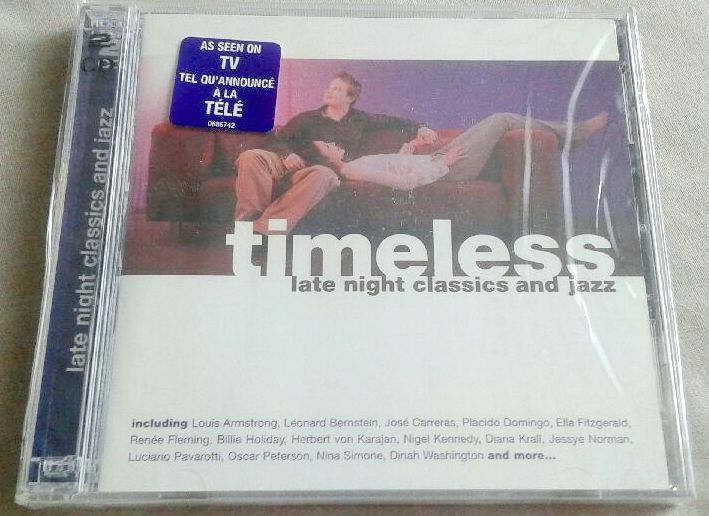 AS SEEN ON
TV
TEL QU'ANNOUNCÉ
À LA
TÉLÉ
0686742
late night classics and jazz
timeless
late night classics and jazz
including Louis Armstrong, Leonard Bernstein, José Carreras, Plácido Domingo, Ella Fitzgerald,
Renée Fleming, Billie Holiday, Herbert von Karajan, Nigel Kennedy, Diana Krall, Jessye Norman,
Luciano Pavarotti, Oscar Peterson, Nina Simone, Dinah Washington and more...